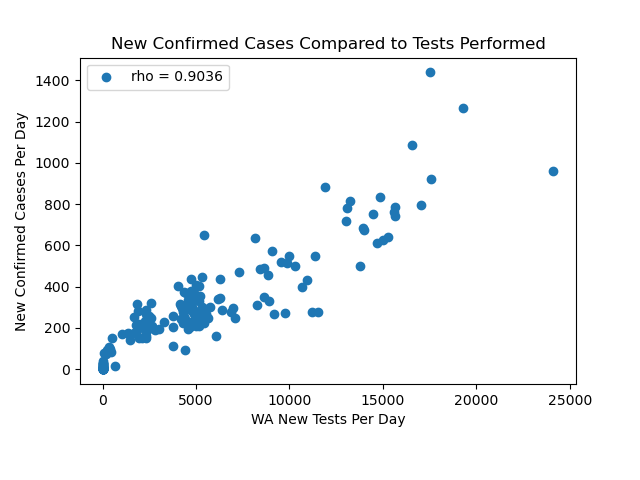 New Confirmed Cases Compared to Tests Performed
rho = 0.9036
New Confirmed Caeses Per Day
1400
1200
1000
800
600
400
200
0
0 5000 10000 15000 20000 25000
WA New Tests Per Day